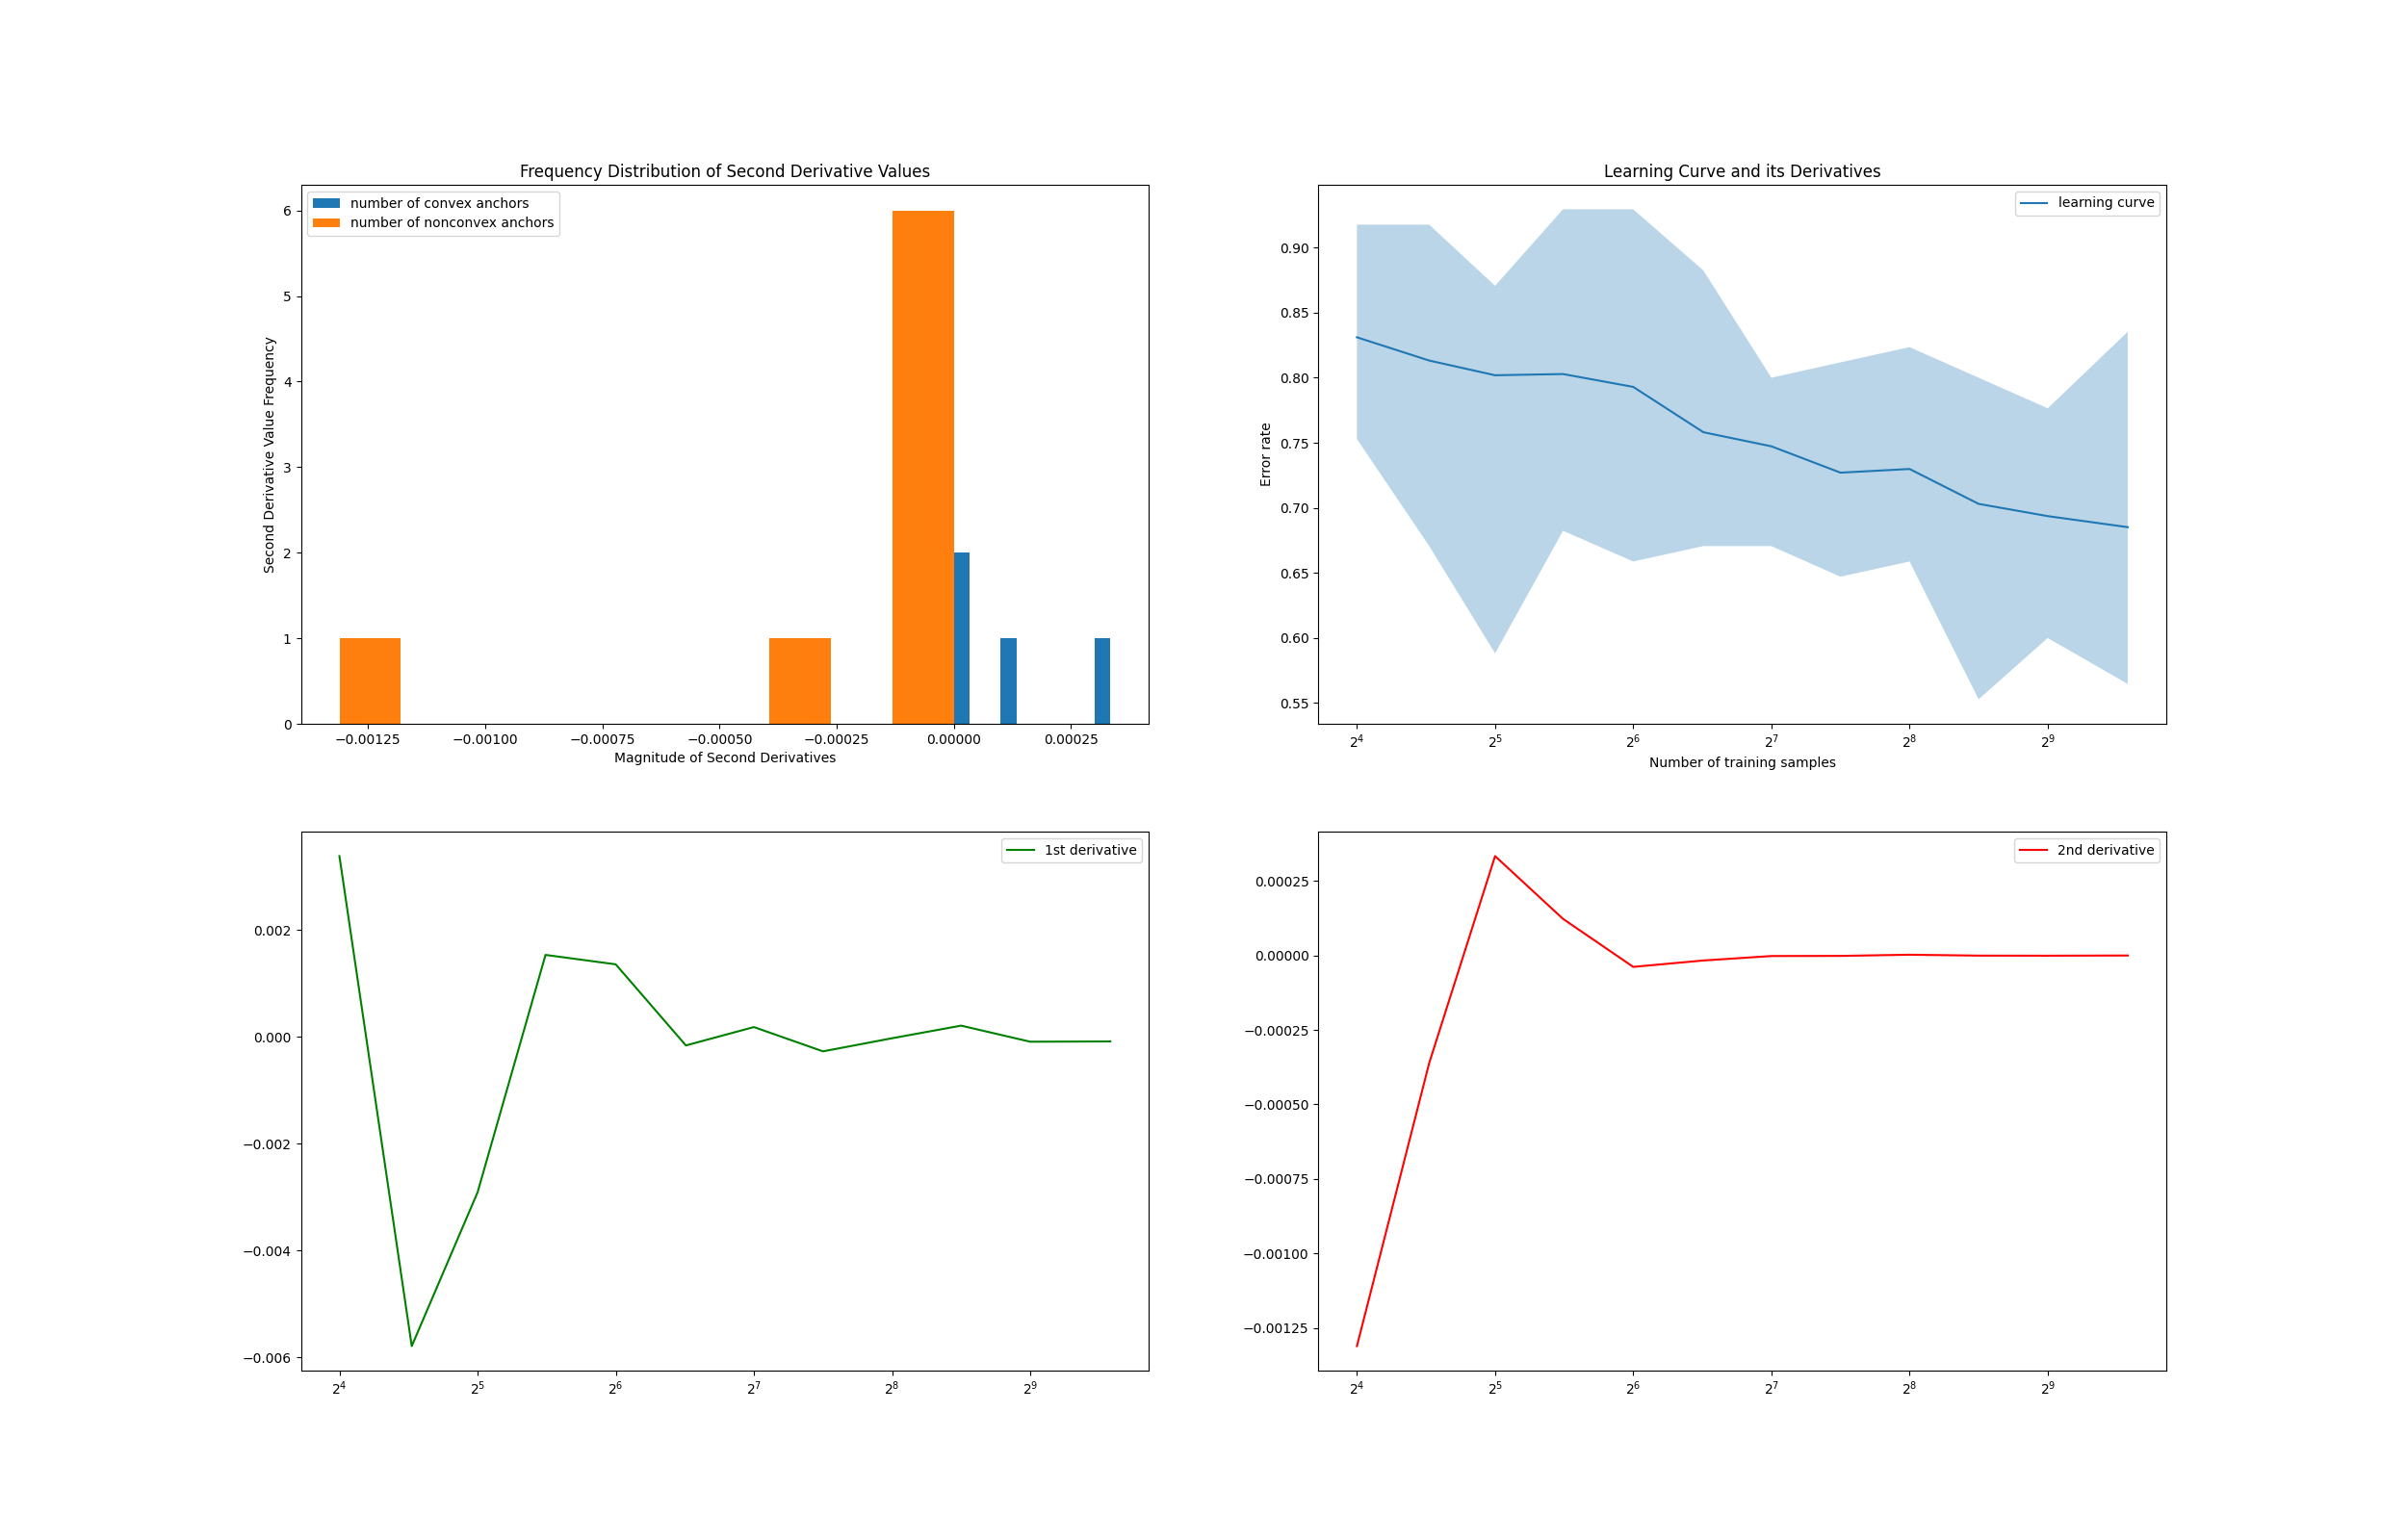 Frequency Distribution of Second Derivative Values
number of convex anchors
number of nonconvex anchors
6
5
4
3
2
1
0
Second Derivative Value Frequency
−0.00125 −0.00100 −0.00075 −0.00050 −0.00025 0.00000 0.00025
Magnitude of Second Derivatives
Learning Curve and its Derivatives
learning curve
0.90
0.85
0.80
0.75
0.70
0.65
0.60
0.55
Error rate
2⁴ 2⁵ 2⁶ 2⁷ 2⁸ 2⁹
Number of training samples
1st derivative
0.002
0.000
−0.002
−0.004
−0.006
2⁴ 2⁵ 2⁶ 2⁷ 2⁸ 2⁹
2nd derivative
0.00025
0.00000
−0.00025
−0.00050
−0.00075
−0.00100
−0.00125
2⁴ 2⁵ 2⁶ 2⁷ 2⁸ 2⁹